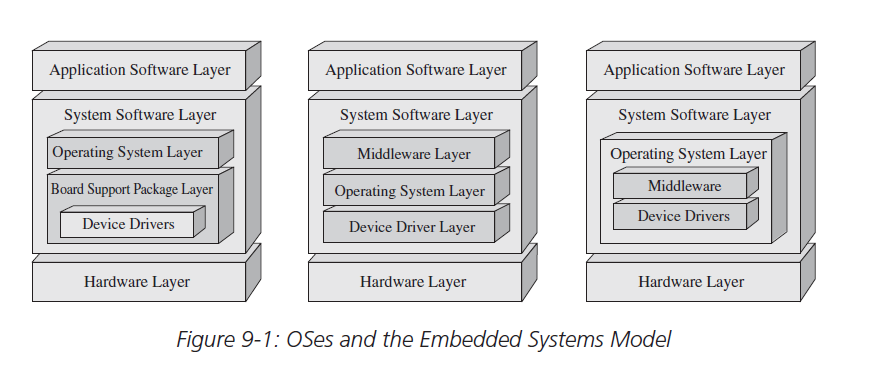 Application Software Layer
System Software Layer
Operating System Layer
Board Support Package Layer
Device Drivers
Hardware Layer
Application Software Layer
System Software Layer
Middleware Layer
Operating System Layer
Device Driver Layer
Hardware Layer
Application Software Layer
System Software Layer
Operating System Layer
Middleware
Device Drivers
Hardware Layer
Figure 9-1: OSes and the Embedded Systems Model